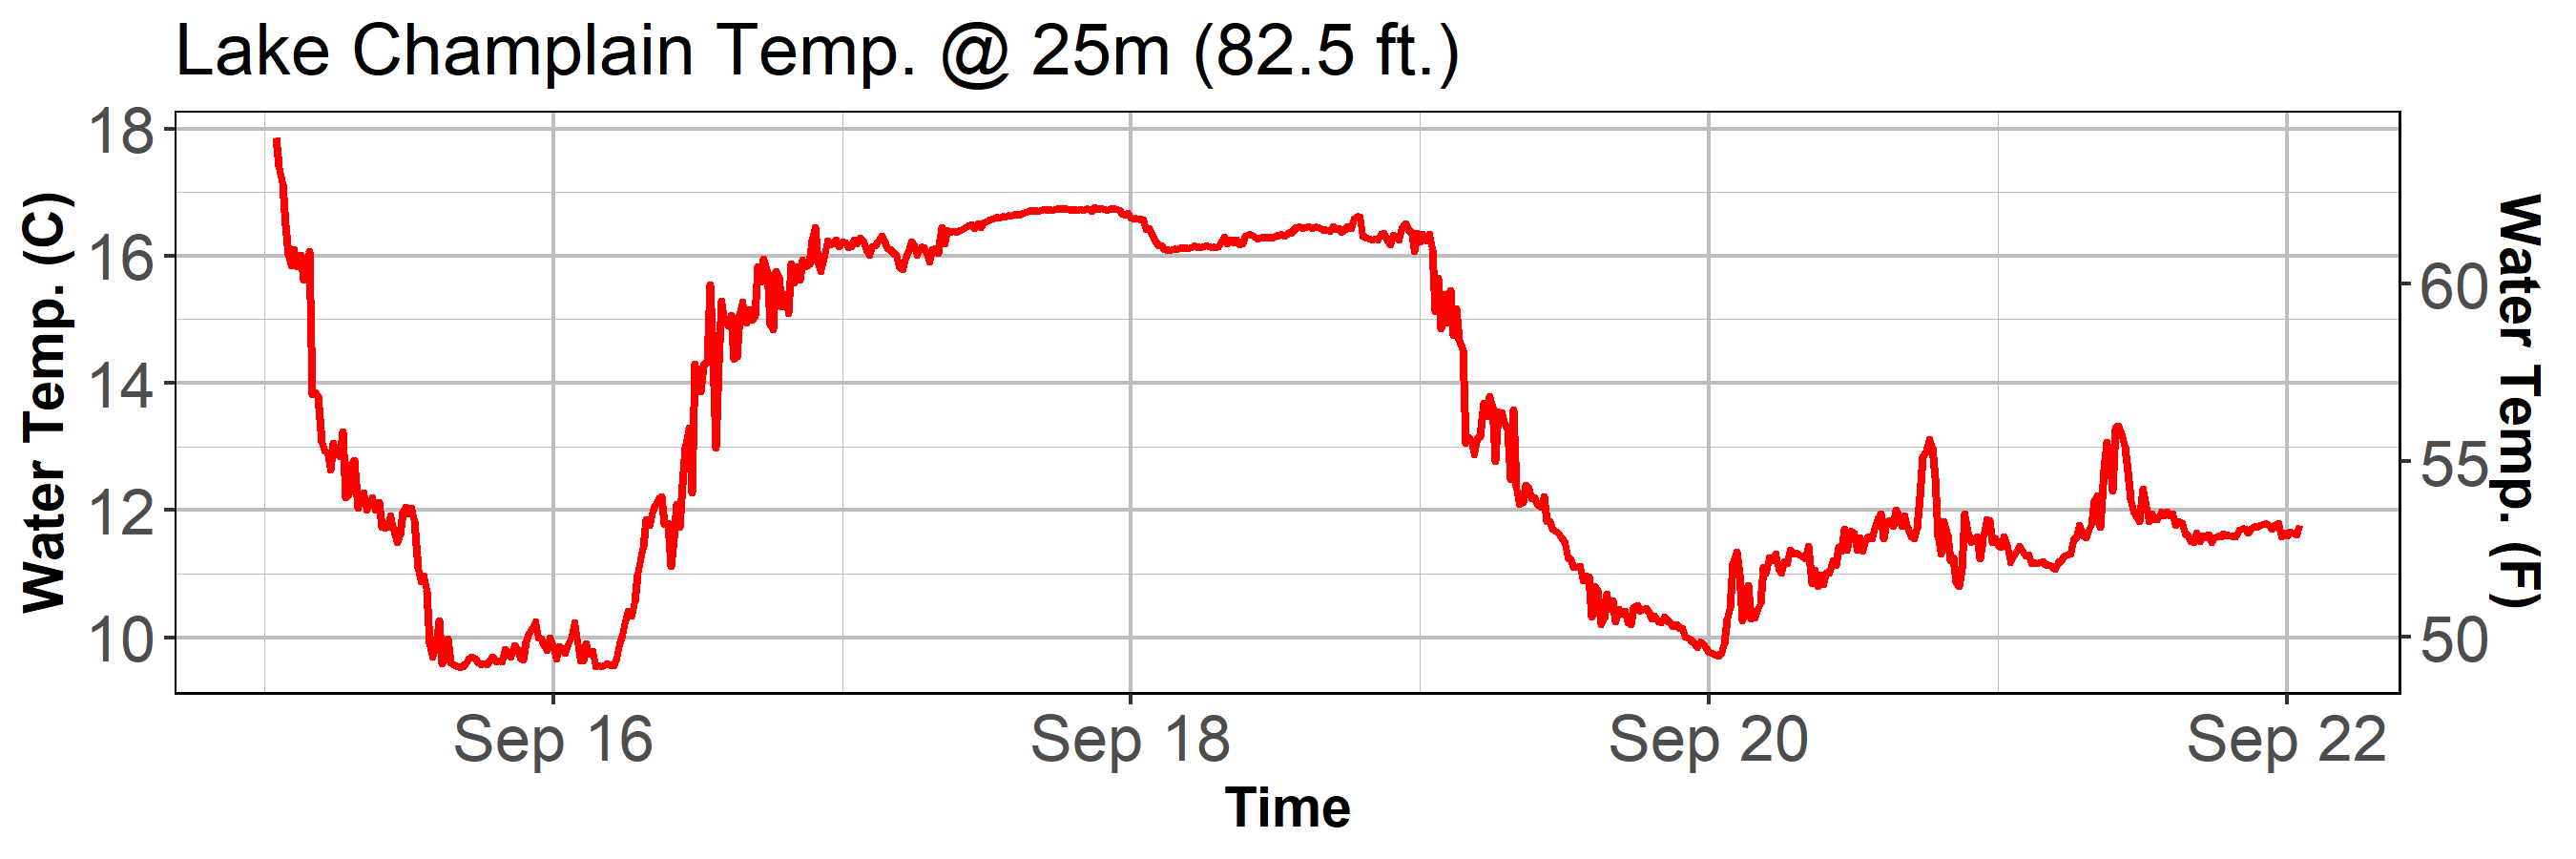 Lake Champlain Temp. @ 25m (82.5 ft.)
Water Temp. (C)
18
16
14
12
10
60
55
50
Water Temp. (F)
Sep 16
Sep 18
Sep 20
Sep 22
Time